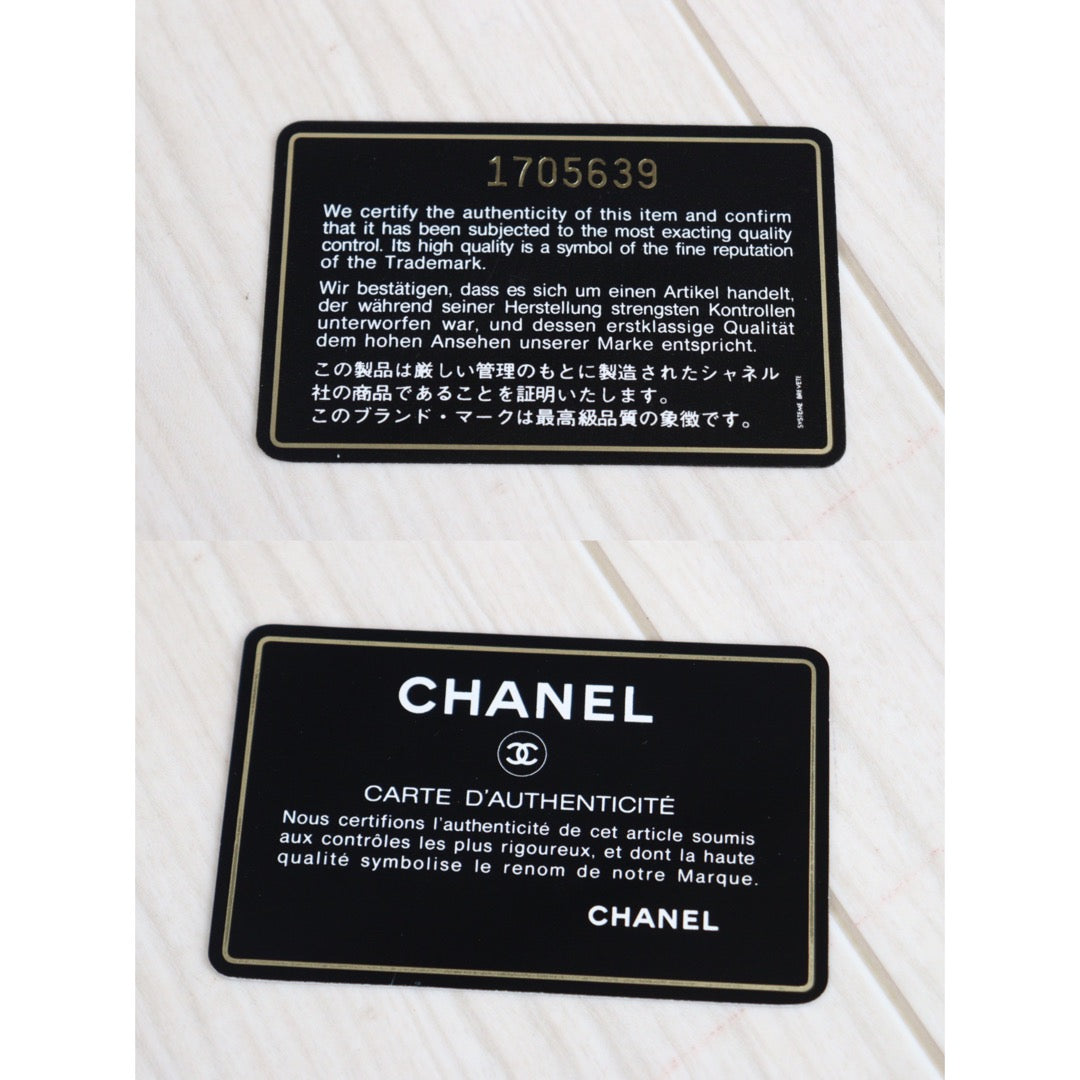 1705639
We certify the authenticity of this item and confirm
that it has been subjected to the most exacting quality
control. Its high quality is a symbol of the fine reputation
of the Trademark.
Wir bestätigen, dass es sich um einen Artikel handelt,
der während seiner Herstellung strengsten Kontrollen
unterworfen war, und dessen erstklassige Qualität
dem hohen Ansehen unserer Marke entspricht.
この製品は厳しい管理のもとに製造されたシャネル
社の商品であることを証明いたします。
このブランド・マークは最高級品質の象徴です。
SYSTEME BREVETE
CHANEL
CARTE D'AUTHENTICITÉ
Nous certifions l'authenticité de cet article soumis
aux contrôles les plus rigoureux, et dont la haute
qualité symbolise le renom de notre Marque.
CHANEL